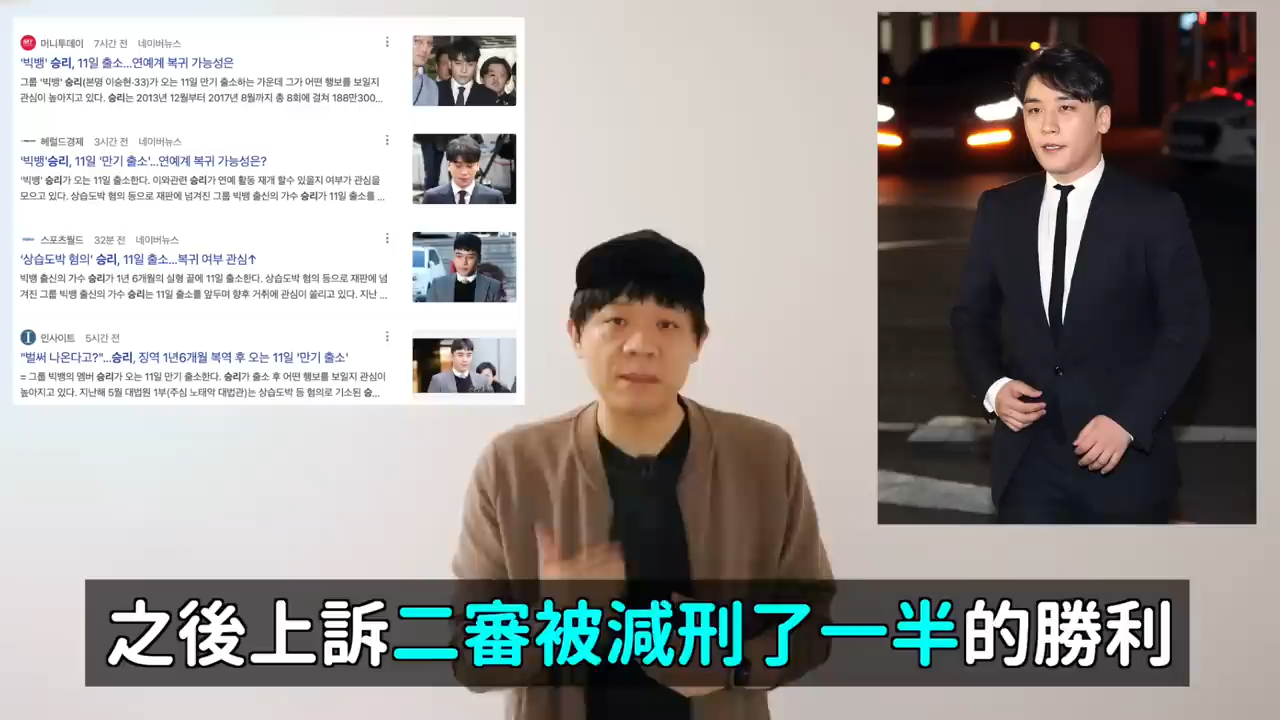 머니투데이 7시간 전 네이버뉴스
'빅뱅' 승리, 11일 출소...연예계 복귀 가능성은
그룹 '빅뱅' 승리(본명 이승현·33)가 오는 11일 만기 출소하는 가운데 그가 어떤 행보를 보일지
관심이 높아지고 있다. 승리는 2013년 12월부터 2017년 8월까지 총 8회에 걸쳐 188만300...
헤럴드경제 3시간 전 네이버뉴스
'빅뱅'승리, 11일 '만기 출소'...연예계 복귀 가능성은?
'빅뱅' 승리가 오는 11일 출소한다. 이와관련 승리가 연예 활동 재개 할수 있을지 여부가 관심을
모으고 있다. 상습도박 혐의 등으로 재판에 넘겨진 그룹 빅뱅 출신의 가수 승리가 11일 출소를 ...
스포츠월드 32분 전 네이버뉴스
'상습도박 혐의' 승리, 11일 출소...복귀 여부 관심↑
빅뱅 출신의 가수 승리가 1년 6개월의 실형 끝에 11일 출소한다. 상습도박 혐의 등으로 재판에 넘
겨진 그룹 빅뱅 출신의 가수 승리는 11일 출소를 앞두며 향후 거취에 관심이 쏠리고 있다. 지난 ...
인사이트 5시간 전
"벌써 나온다고?"...승리, 징역 1년6개월 복역 후 오는 11일 '만기 출소'
= 그룹 빅뱅의 멤버 승리가 오는 11일 만기 출소한다. 승리가 출소 후 어떤 행보를 보일지 관심이
높아지고 있다. 지난해 5월 대법원 1부(주심 노태악 대법관)는 상습도박 등 혐의로 기소된 승...
之後上訴二審被減刑了一半的勝利